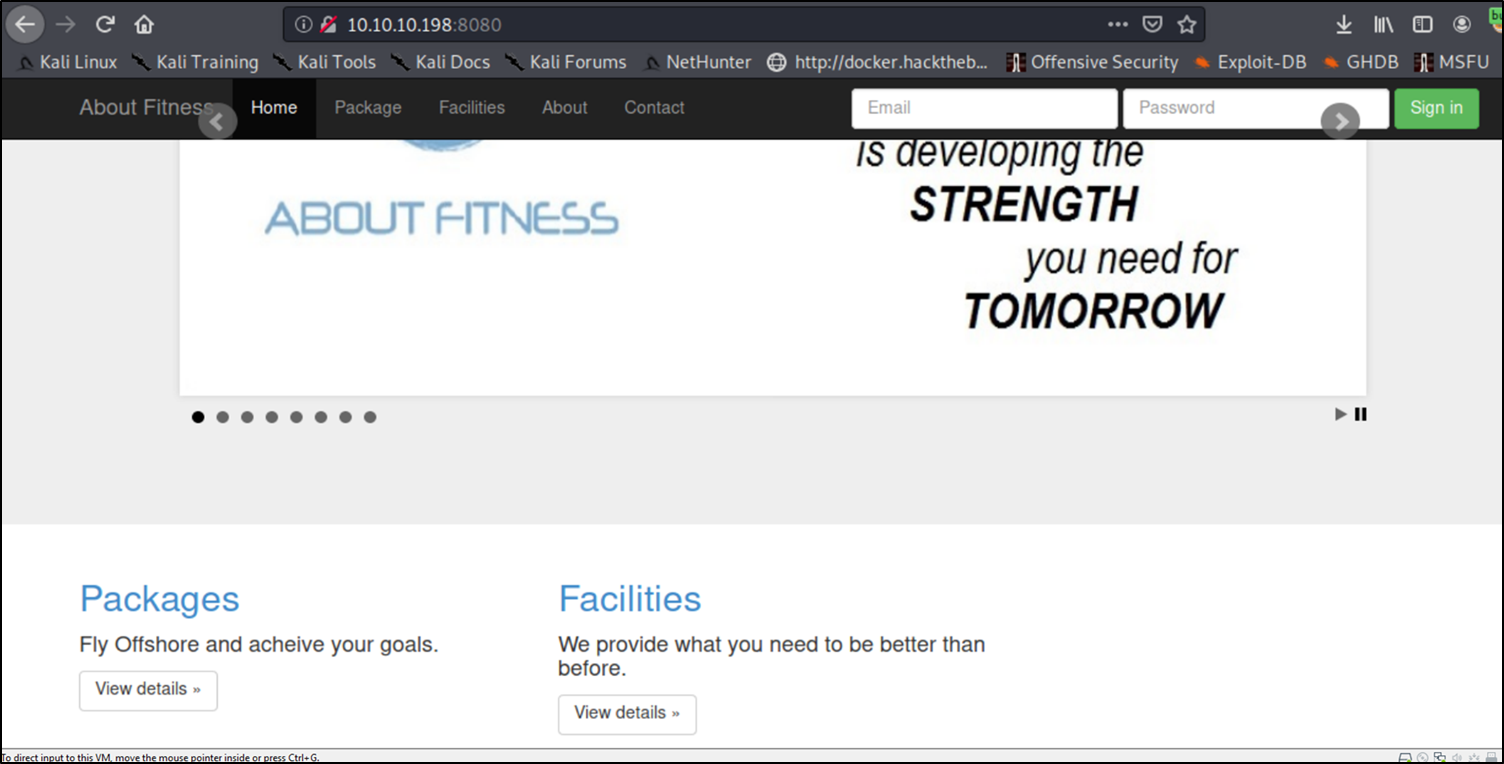 10.10.10.198:8080
Kali Linux Kali Training Kali Tools Kali Docs Kali Forums NetHunter http://docker.hacktheb... Offensive Security Exploit-DB GHDB MSFU
About Fitness Home Package Facilities About Contact Email Password Sign in
is developing the
STRENGTH
ABOUT FITNESS
you need for
TOMORROW
Packages
Fly Offshore and acheive your goals.
View details »
Facilities
We provide what you need to be better than
before.
View details »
To direct input to this VM, move the mouse pointer inside or press Ctrl+G.